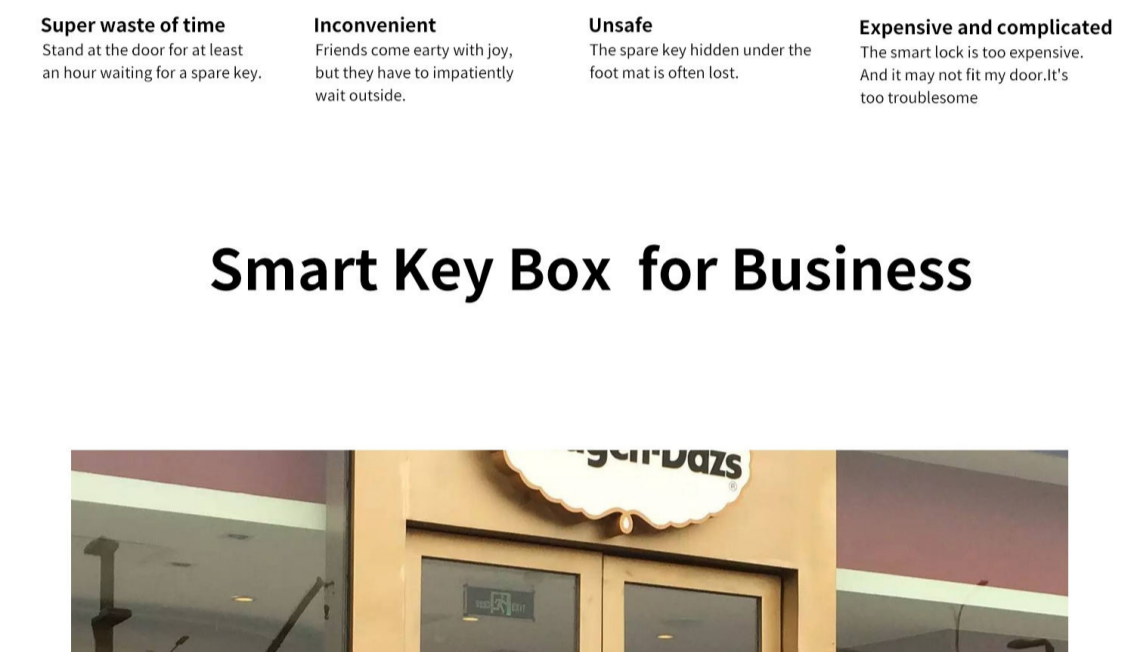 Super waste of time
Stand at the door for at least
an hour waiting for a spare key.
Inconvenient
Friends come earty with joy,
but they have to impatiently
wait outside.
Unsafe
The spare key hidden under the
foot mat is often lost.
Expensive and complicated
The smart lock is too expensive.
And it may not fit my door.It's
too troublesome
Smart Key Box for Business
gen-Dazs
®
EXIT